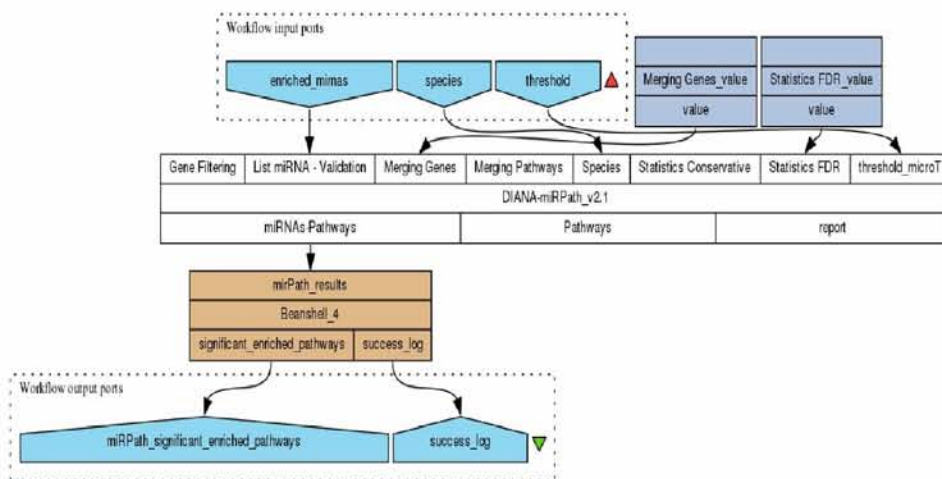 Workflow input ports
enriched_mirnas species threshold
Merging Genes_value Statistics FDR_value
value value
Gene Filtering List miRNA - Validation Merging Genes Merging Pathways Species Statistics Conservative Statistics FDR threshold_microT
DIANA-miRPath_v2.1
miRNAs-Pathways Pathways report
mirPath_results
Beanshell_4
significant_enriched_pathways success_log
Workflow output ports
miRPath_significant_enriched_pathways success_log